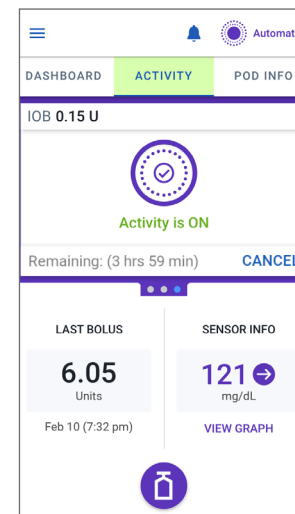 Automat
DASHBOARD ACTIVITY POD INFO
IOB 0.15 U
Activity is ON
Remaining: (3 hrs 59 min) CANCEL
LAST BOLUS SENSOR INFO
6.05 121
Units mg/dL
Feb 10 (7:32 pm) VIEW GRAPH